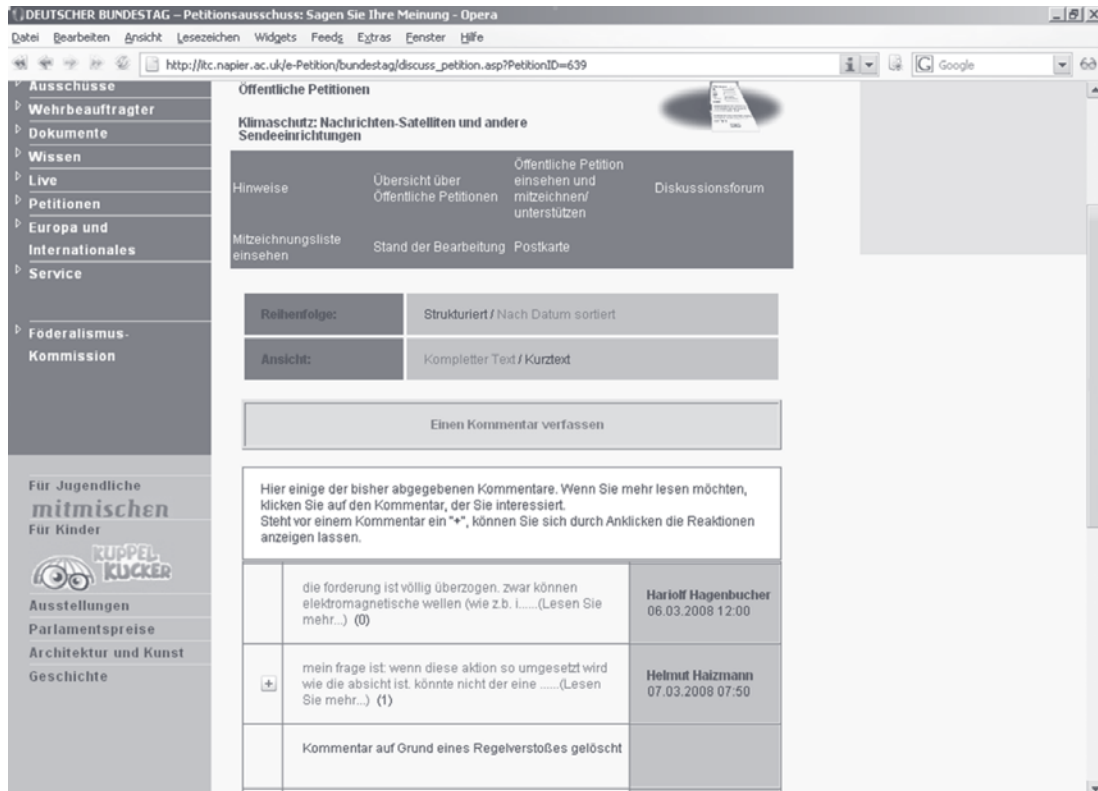 DEUTSCHER BUNDESTAG – Petitionsausschuss: Sagen Sie Ihre Meinung - Opera
Datei Bearbeiten Ansicht Lesezeichen Widgets Feeds Extras Fenster Hilfe
http://itc.napier.ac.uk/e-Petition/bundestag/discuss_petition.asp?PetitionID=639
Google
Ausschüsse
Wehrbeauftragter
Dokumente
Wissen
Live
Petitionen
Europa und
Internationales
Service
Föderalismus-
Kommission
Für Jugendliche
mitmischen
Für Kinder
KUPPEL
KUCKER
Ausstellungen
Parlamentspreise
Architektur und Kunst
Geschichte
Öffentliche Petitionen
Klimaschutz: Nachrichten-Satelliten und andere
Sendeeinrichtungen
Hinweise
Übersicht über
Öffentliche Petitionen
Öffentliche Petition
einsehen und
mitzeichnen/
unterstützen
Diskussionsforum
Mitzeichnungsliste
einsehen
Stand der Bearbeitung
Postkarte
Reihenfolge:
Strukturiert / Nach Datum sortiert
Ansicht:
Kompletter Text / Kurztext
Einen Kommentar verfassen
Hier einige der bisher abgegebenen Kommentare. Wenn Sie mehr lesen möchten,
klicken Sie auf den Kommentar, der Sie interessiert.
Steht vor einem Kommentar ein "+", können Sie sich durch Anklicken die Reaktionen
anzeigen lassen.
die forderung ist völlig überzogen. zwar können
elektromagnetische wellen (wie z.b. i......(Lesen Sie
mehr...) (0)
Hariolf Hagenbucher
06.03.2008 12:00
+
mein frage ist: wenn diese aktion so umgesetzt wird
wie die absicht ist. könnte nicht der eine ......(Lesen
Sie mehr...) (1)
Helmut Haizmann
07.03.2008 07:50
Kommentar auf Grund eines Regelverstoßes gelöscht